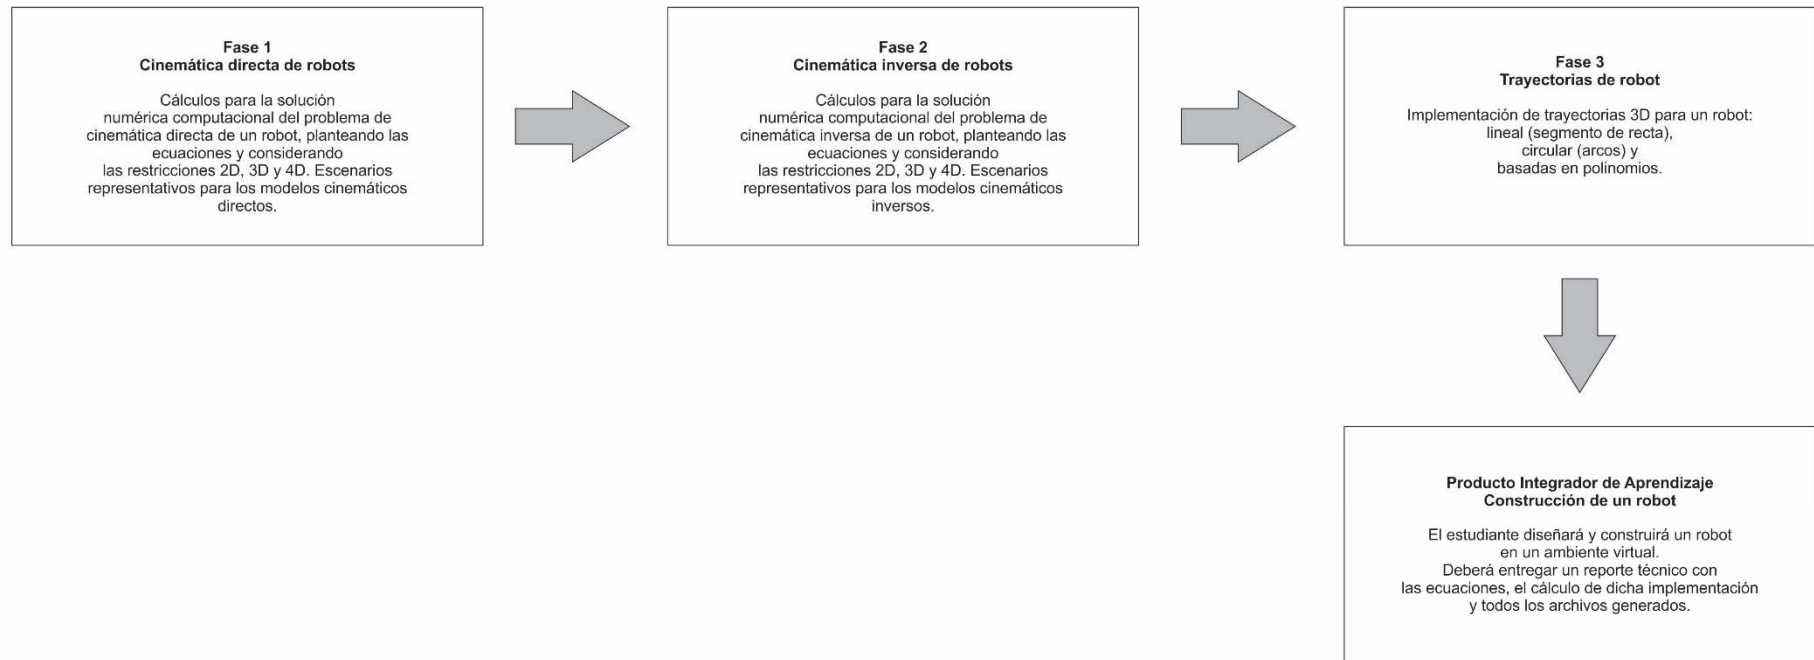 Fase 1
Cinemática directa de robots
Cálculos para la solución
numérica computacional del problema de
cinemática directa de un robot, planteando las
ecuaciones y considerando
las restricciones 2D, 3D y 4D. Escenarios
representativos para los modelos cinemáticos
directos.
Fase 2
Cinemática inversa de robots
Cálculos para la solución
numérica computacional del problema de
cinemática inversa de un robot, planteando las
ecuaciones y considerando
las restricciones 2D, 3D y 4D. Escenarios
representativos para los modelos cinemáticos
inversos.
Fase 3
Trayectorias de robot
Implementación de trayectorias 3D para un robot:
lineal (segmento de recta),
circular (arcos) y
basadas en polinomios.
Producto Integrador de Aprendizaje
Construcción de un robot
El estudiante diseñará y construirá un robot
en un ambiente virtual.
Deberá entregar un reporte técnico con
las ecuaciones, el cálculo de dicha implementación
y todos los archivos generados.